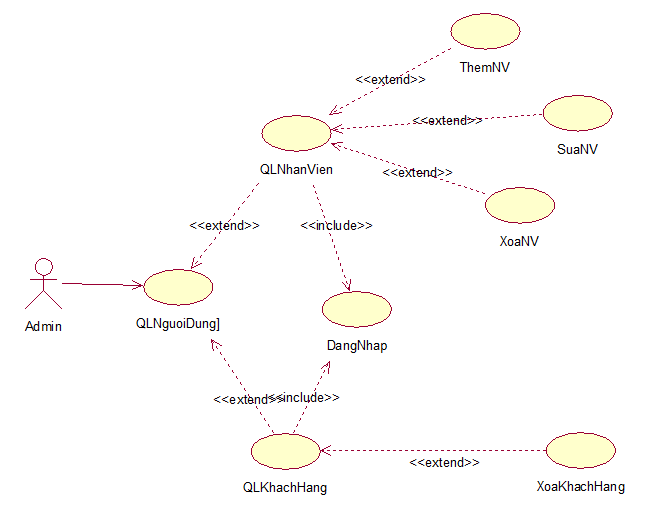 ThemNV
<<extend>>
<<extend>>
SuaNV
QLNhanVien
<<extend>>
XoaNV
<<extend>>
<<include>>
Admin
QLNguoiDung]
DangNhap
<<extend>>
<<include>>
<<extend>>
QLKhachHang
XoaKhachHang